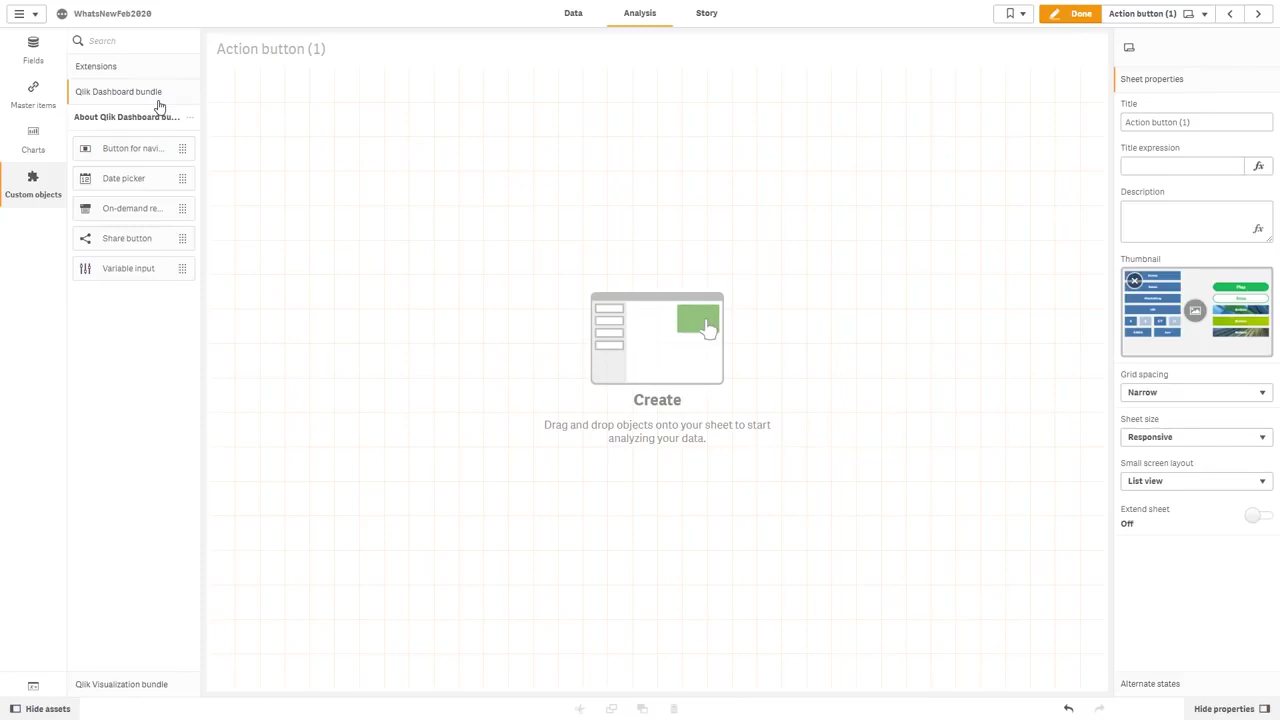 WhatsNewFeb2020
Data
Analysis
Story
Done
Action button (1)
Fields
Master items
Charts
Custom objects
Search
Extensions
Qlik Dashboard bundle
About Qlik Dashboard bu...
Button for navi...
Date picker
On-demand re...
Share button
Variable input
Qlik Visualization bundle
Action button (1)
Create
Drag and drop objects onto your sheet to start
analyzing your data.
Sheet properties
Title
Action button (1)
Title expression
fx
Description
fx
Thumbnail
Grid spacing
Narrow
Sheet size
Responsive
Small screen layout
List view
Extend sheet
Off
Alternate states
Hide assets
Hide properties